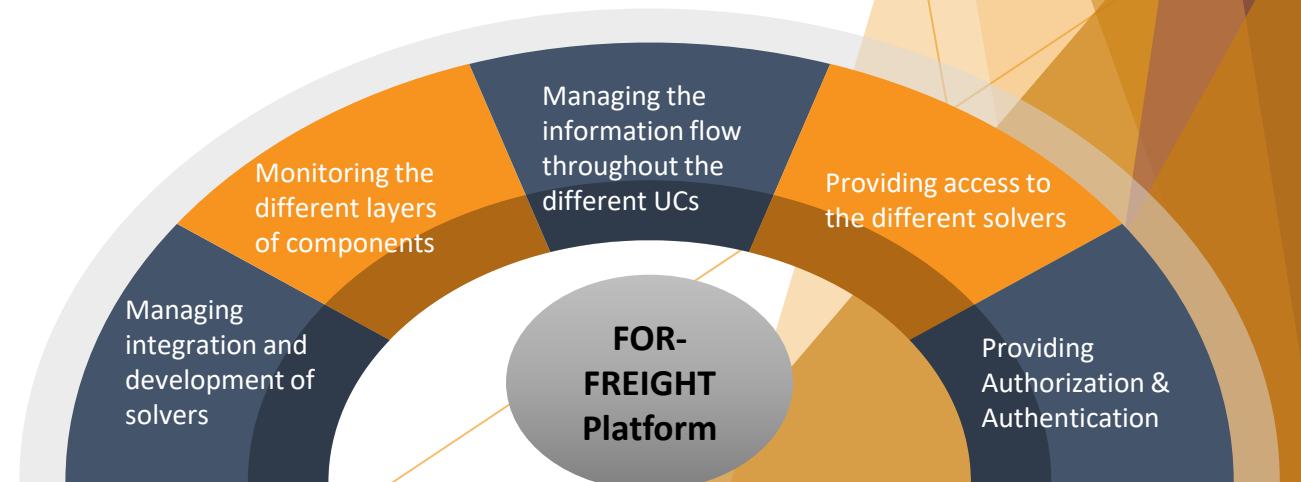 Managing
integration and
development of
solvers
Monitoring the
different layers
of components
Managing the
information flow
throughout the
different UCs
Providing access to
the different solvers
Providing
Authorization &
Authentication
FOR-
FREIGHT
Platform